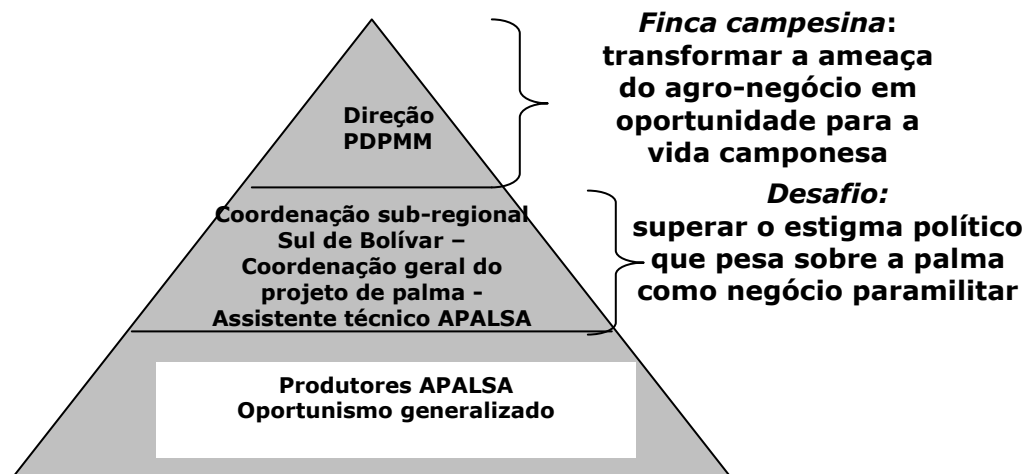 Finca campesina:
transformar a ameaça
do agro-negócio em
oportunidade para a
vida camponesa
Direção
PDPMM
Desafio:
superar o estigma político
que pesa sobre a palma
como negócio paramilitar
Coordenação sub-regional
Sul de Bolívar –
Coordenação geral do
projeto de palma -
Assistente técnico APALSA
Produtores APALSA
Oportunismo generalizado